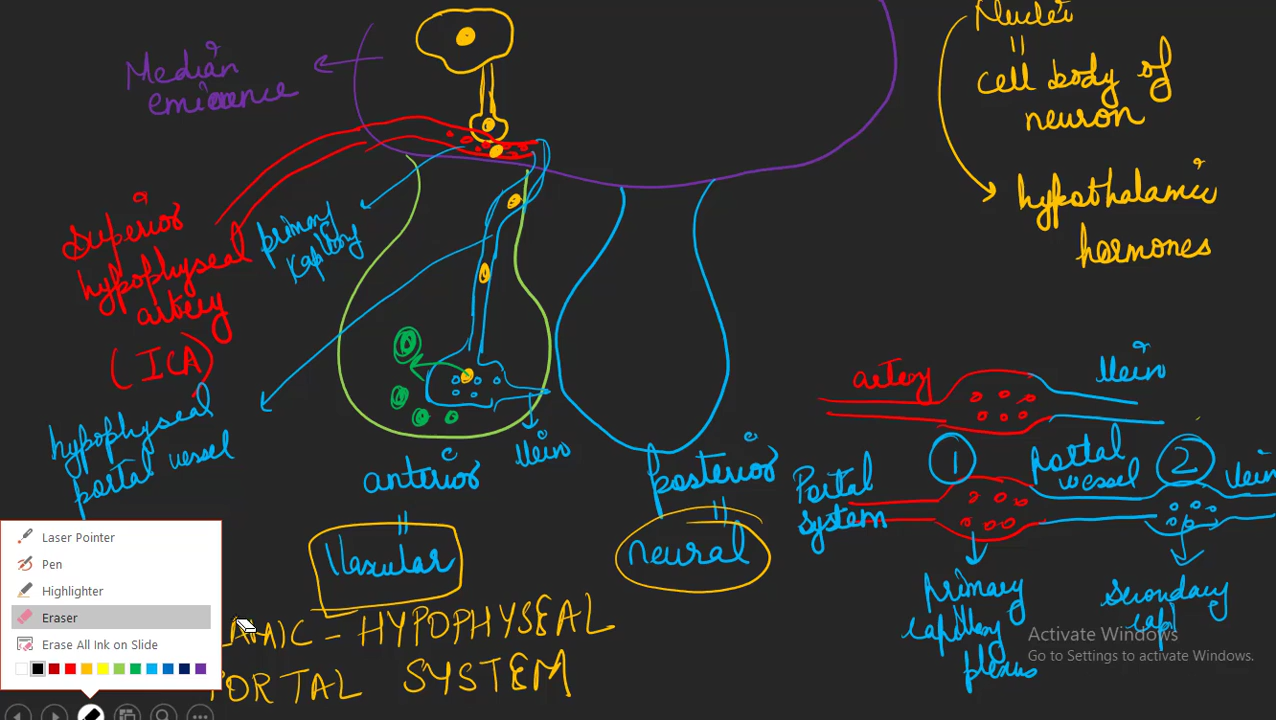 Nuclei
=
cell body of
neuron
hypothalamic
hormones
Median
eminence
Superior
hypophyseal
artery
(ICA)
primary
capillary
hypophyseal
portal vessel
vein
anterior
=
Vascular
posterior
=
neural
artery
vein
1
portal
vessel
2
vein
Portal
system
Primary
capillary
plexus
secondary
cap
AMIC - HYPOPHYSEAL
PORTAL SYSTEM
Laser Pointer
Pen
Highlighter
Eraser
Erase All Ink on Slide
Activate Windows
Go to Settings to activate Windows.